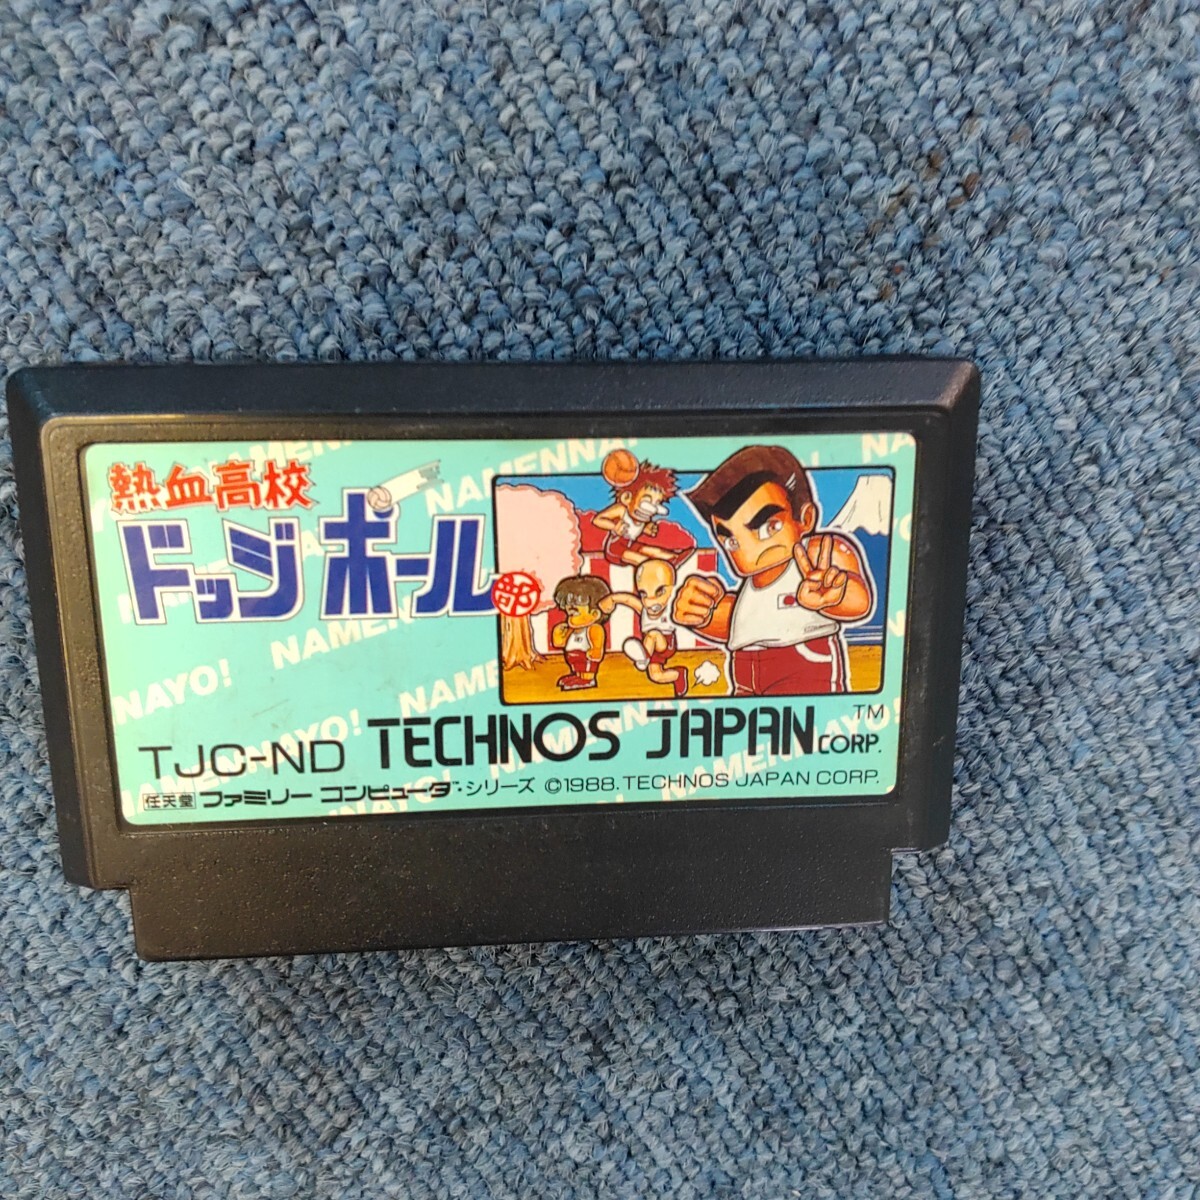 熱血高校
ドッジボール部
NAMENNAYO!
TJC-ND TECHNOS JAPAN CORP. TM
任天堂 ファミリー コンピュータ TM シリーズ ©1988. TECHNOS JAPAN CORP.